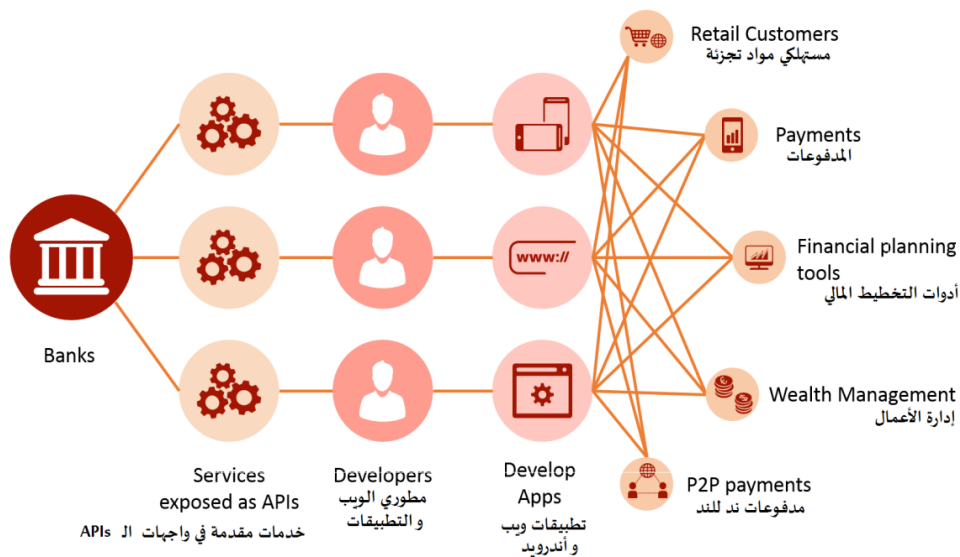 Retail Customers
مستهلكي مواد تجزئة
Payments
المدفوعات
www://
Financial planning
tools
أدوات التخطيط المالي
Banks
Wealth Management
إدارة الأعمال
Services
exposed as APIs
خدمات مقدمة في واجهات الـ APIs
Developers
مطوري الويب
و التطبيقات
Develop
Apps
تطبيقات ويب
و أندرويد
P2P payments
مدفوعات ند للند